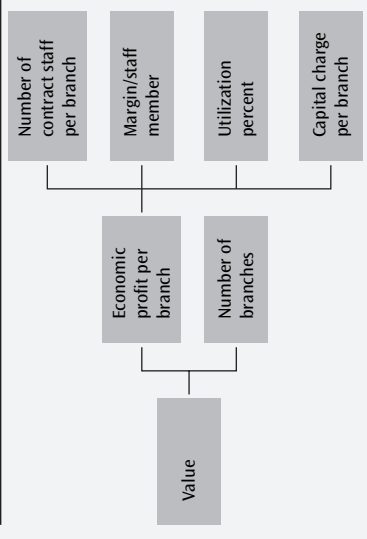 Value
Economic
profit per
branch
Number of
branches
Number of
contract staff
per branch
Margin/staff
member
Utilization
percent
Capital charge
per branch